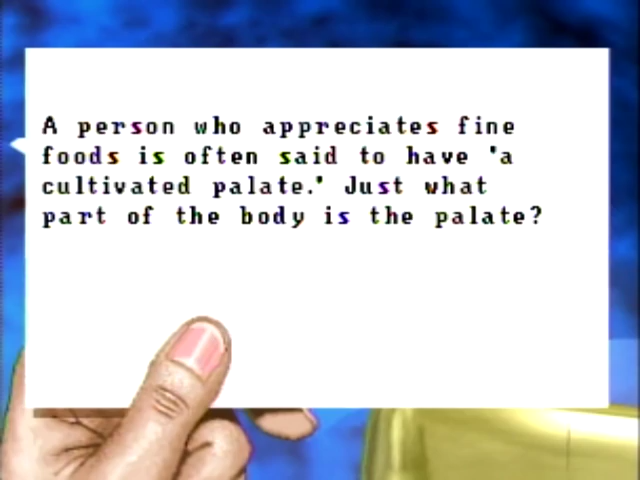 A person who appreciates fine
foods is often said to have 'a
cultivated palate.' Just what
part of the body is the palate?